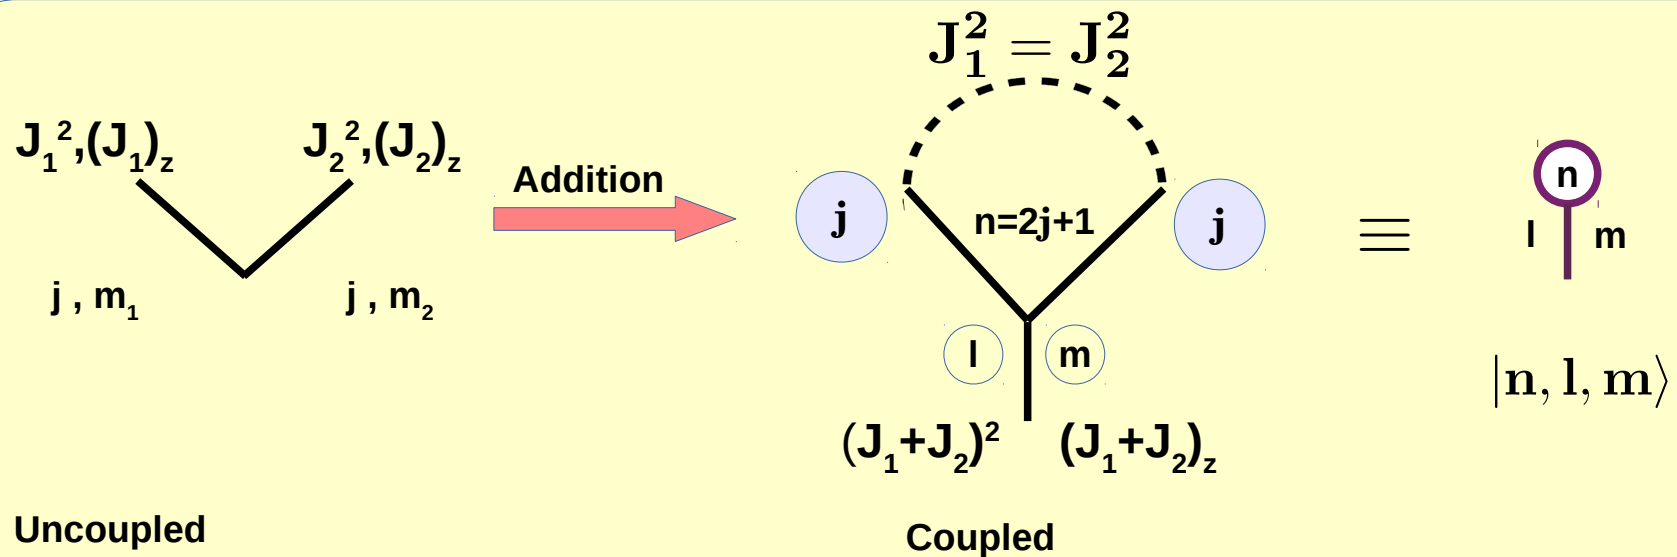 J₁²=J₂²
J₁²,(J₁)z
J₂²,(J₂)z
Addition
j
n=2j+1
j
n
l
m
≡
j , m₁
j , m₂
l
m
|n, l, m⟩
(J₁+J₂)²
(J₁+J₂)z
Uncoupled
Coupled